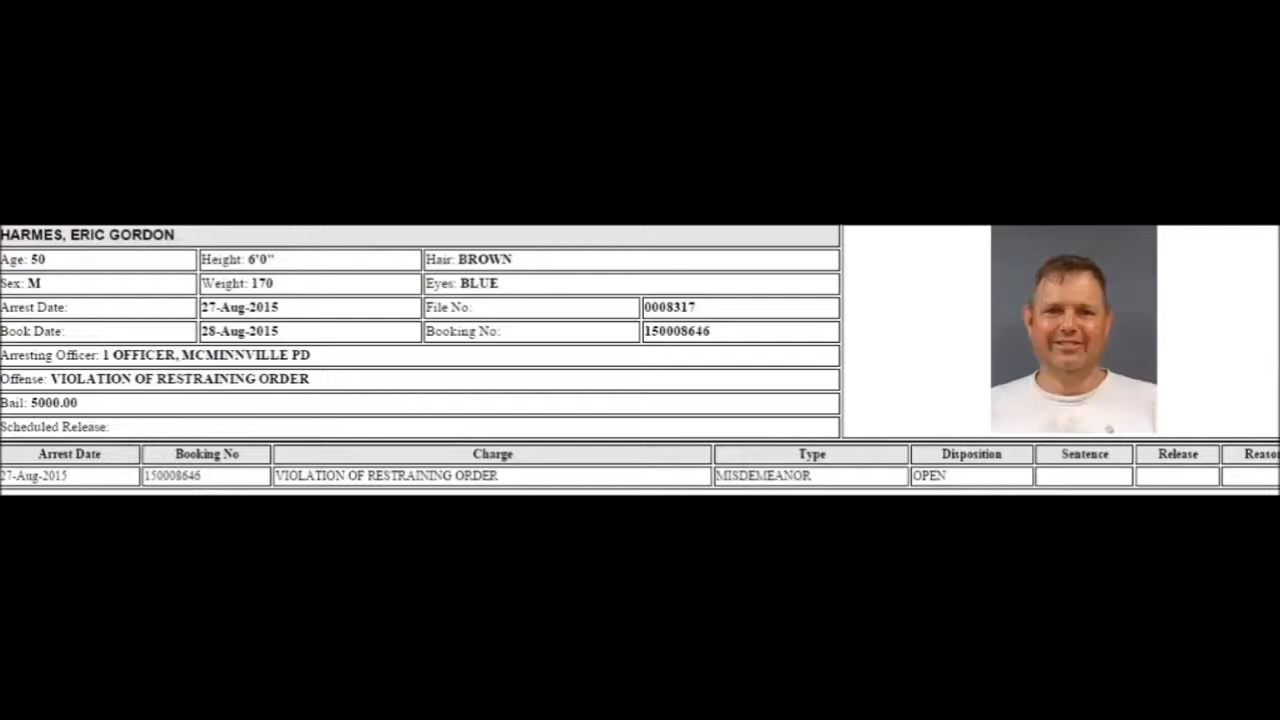 HARMES, ERIC GORDON
Age: 50 Height: 6'0" Hair: BROWN
Sex: M Weight: 170 Eyes: BLUE
Arrest Date: 27-Aug-2015 File No: 0008317
Book Date: 28-Aug-2015 Booking No: 150008646
Arresting Officer: 1 OFFICER, MCMINNVILLE PD
Offense: VIOLATION OF RESTRAINING ORDER
Bail: 5000.00
Scheduled Release:
Arrest Date Booking No Charge Type Disposition Sentence Release Reaso
27-Aug-2015 150008646 VIOLATION OF RESTRAINING ORDER MISDEMEANOR OPEN